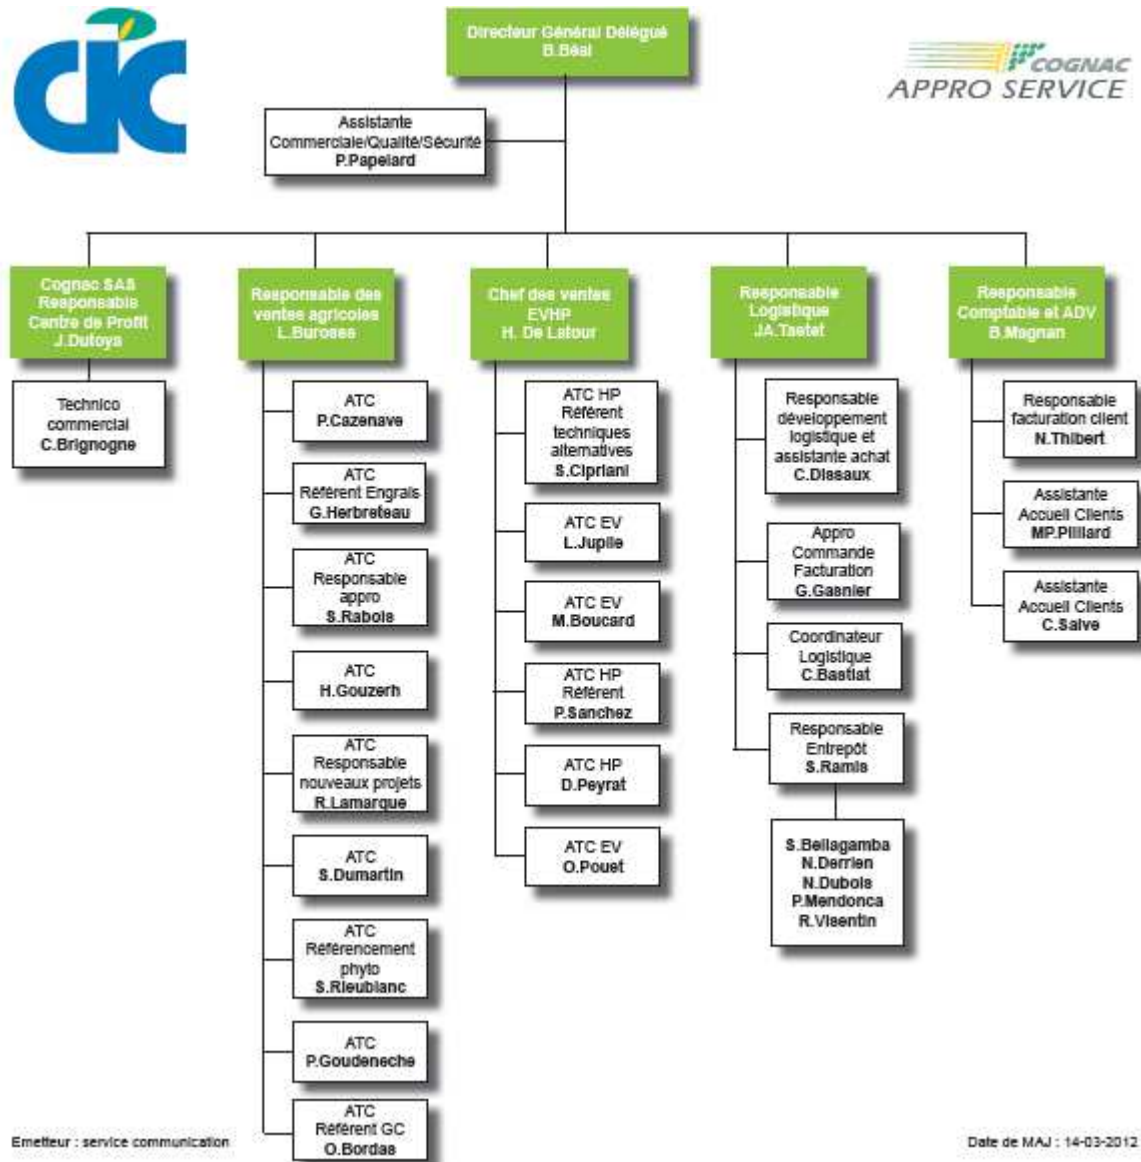 CIC
Directeur Général Délégué
B.Béal
COGNAC
APPRO SERVICE
Assistante
Commerciale/Qualité/Sécurité
P.Papelard
Cognac SAS
Responsable
Centre de Profit
J.Dutoya
Technico
commercial
C.Brignogne
Responsable des
ventes agricoles
L.Burosse
ATC
P.Cazenave
ATC
Référent Engrais
G.Herbreteau
ATC
Responsable
appro
S.Rabois
ATC
H.Gouzerh
ATC
Responsable
nouveaux projets
R.Lamarque
ATC
S.Dumartin
ATC
Référencement
phyto
S.Rieublanc
ATC
P.Goudeneche
ATC
Référent GC
O.Bordas
Chef des ventes
EVHP
H. De Latour
ATC HP
Référent
techniques
alternatives
S.Cipriani
ATC EV
L.Jupile
ATC EV
M.Boucard
ATC HP
Référent
P.Sanchez
ATC HP
D.Peyrat
ATC EV
O.Pouet
Responsable
Logistique
JA.Tastet
Responsable
développement
logistique et
assistante achat
C.Dissaux
Appro
Commande
Facturation
G.Gasnier
Coordinateur
Logistique
C.Bastiat
Responsable
Entrepôt
S.Ramis
S.Bellagamba
N.Derrien
N.Dubois
P.Mendonca
R.Visentin
Responsable
Comptable et ADV
B.Magnan
Responsable
facturation client
N.Thibert
Assistante
Accueil Clients
MP.Pilliard
Assistante
Accueil Clients
C.Salve
Emetteur : service communication
Date de MAJ : 14-03-2012